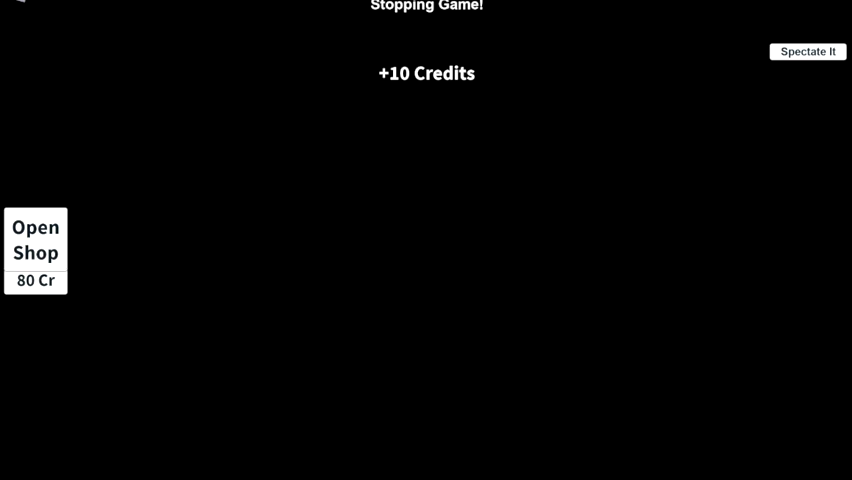 Stopping Game!
Spectate It
+10 Credits
Open
Shop
80 Cr